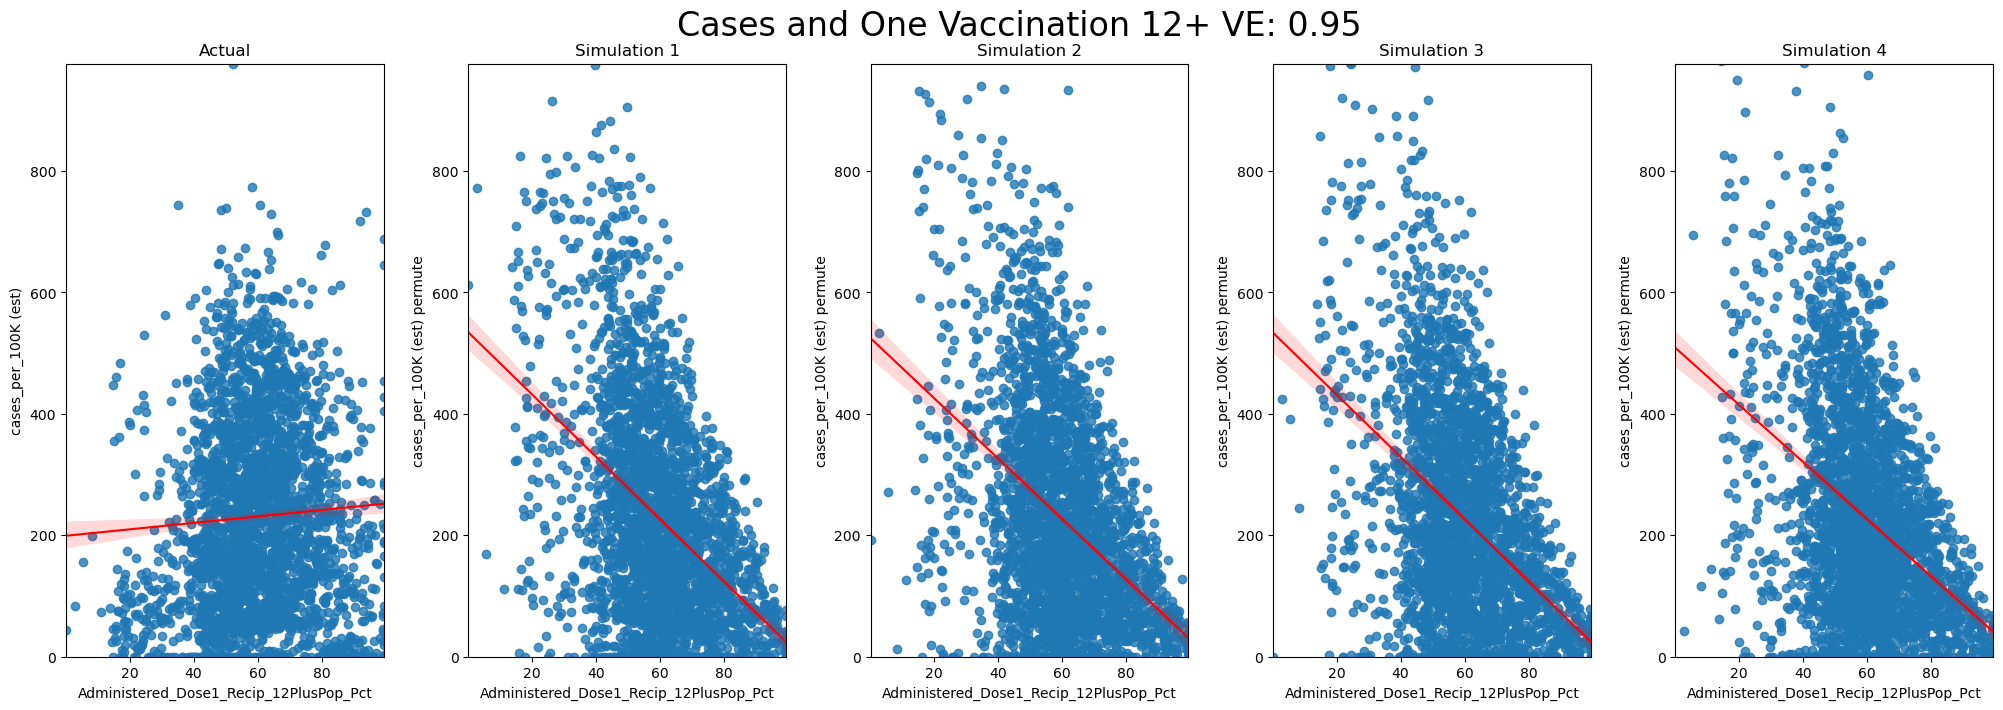 Cases and One Vaccination 12+ VE: 0.95
Actual
cases_per_100K (est)
800
600
400
200
0
20 40 60 80
Administered_Dose1_Recip_12PlusPop_Pct
Simulation 1
cases_per_100K (est) permute
800
600
400
200
0
20 40 60 80
Administered_Dose1_Recip_12PlusPop_Pct
Simulation 2
cases_per_100K (est) permute
800
600
400
200
0
20 40 60 80
Administered_Dose1_Recip_12PlusPop_Pct
Simulation 3
cases_per_100K (est) permute
800
600
400
200
0
20 40 60 80
Administered_Dose1_Recip_12PlusPop_Pct
Simulation 4
cases_per_100K (est) permute
800
600
400
200
0
20 40 60 80
Administered_Dose1_Recip_12PlusPop_Pct